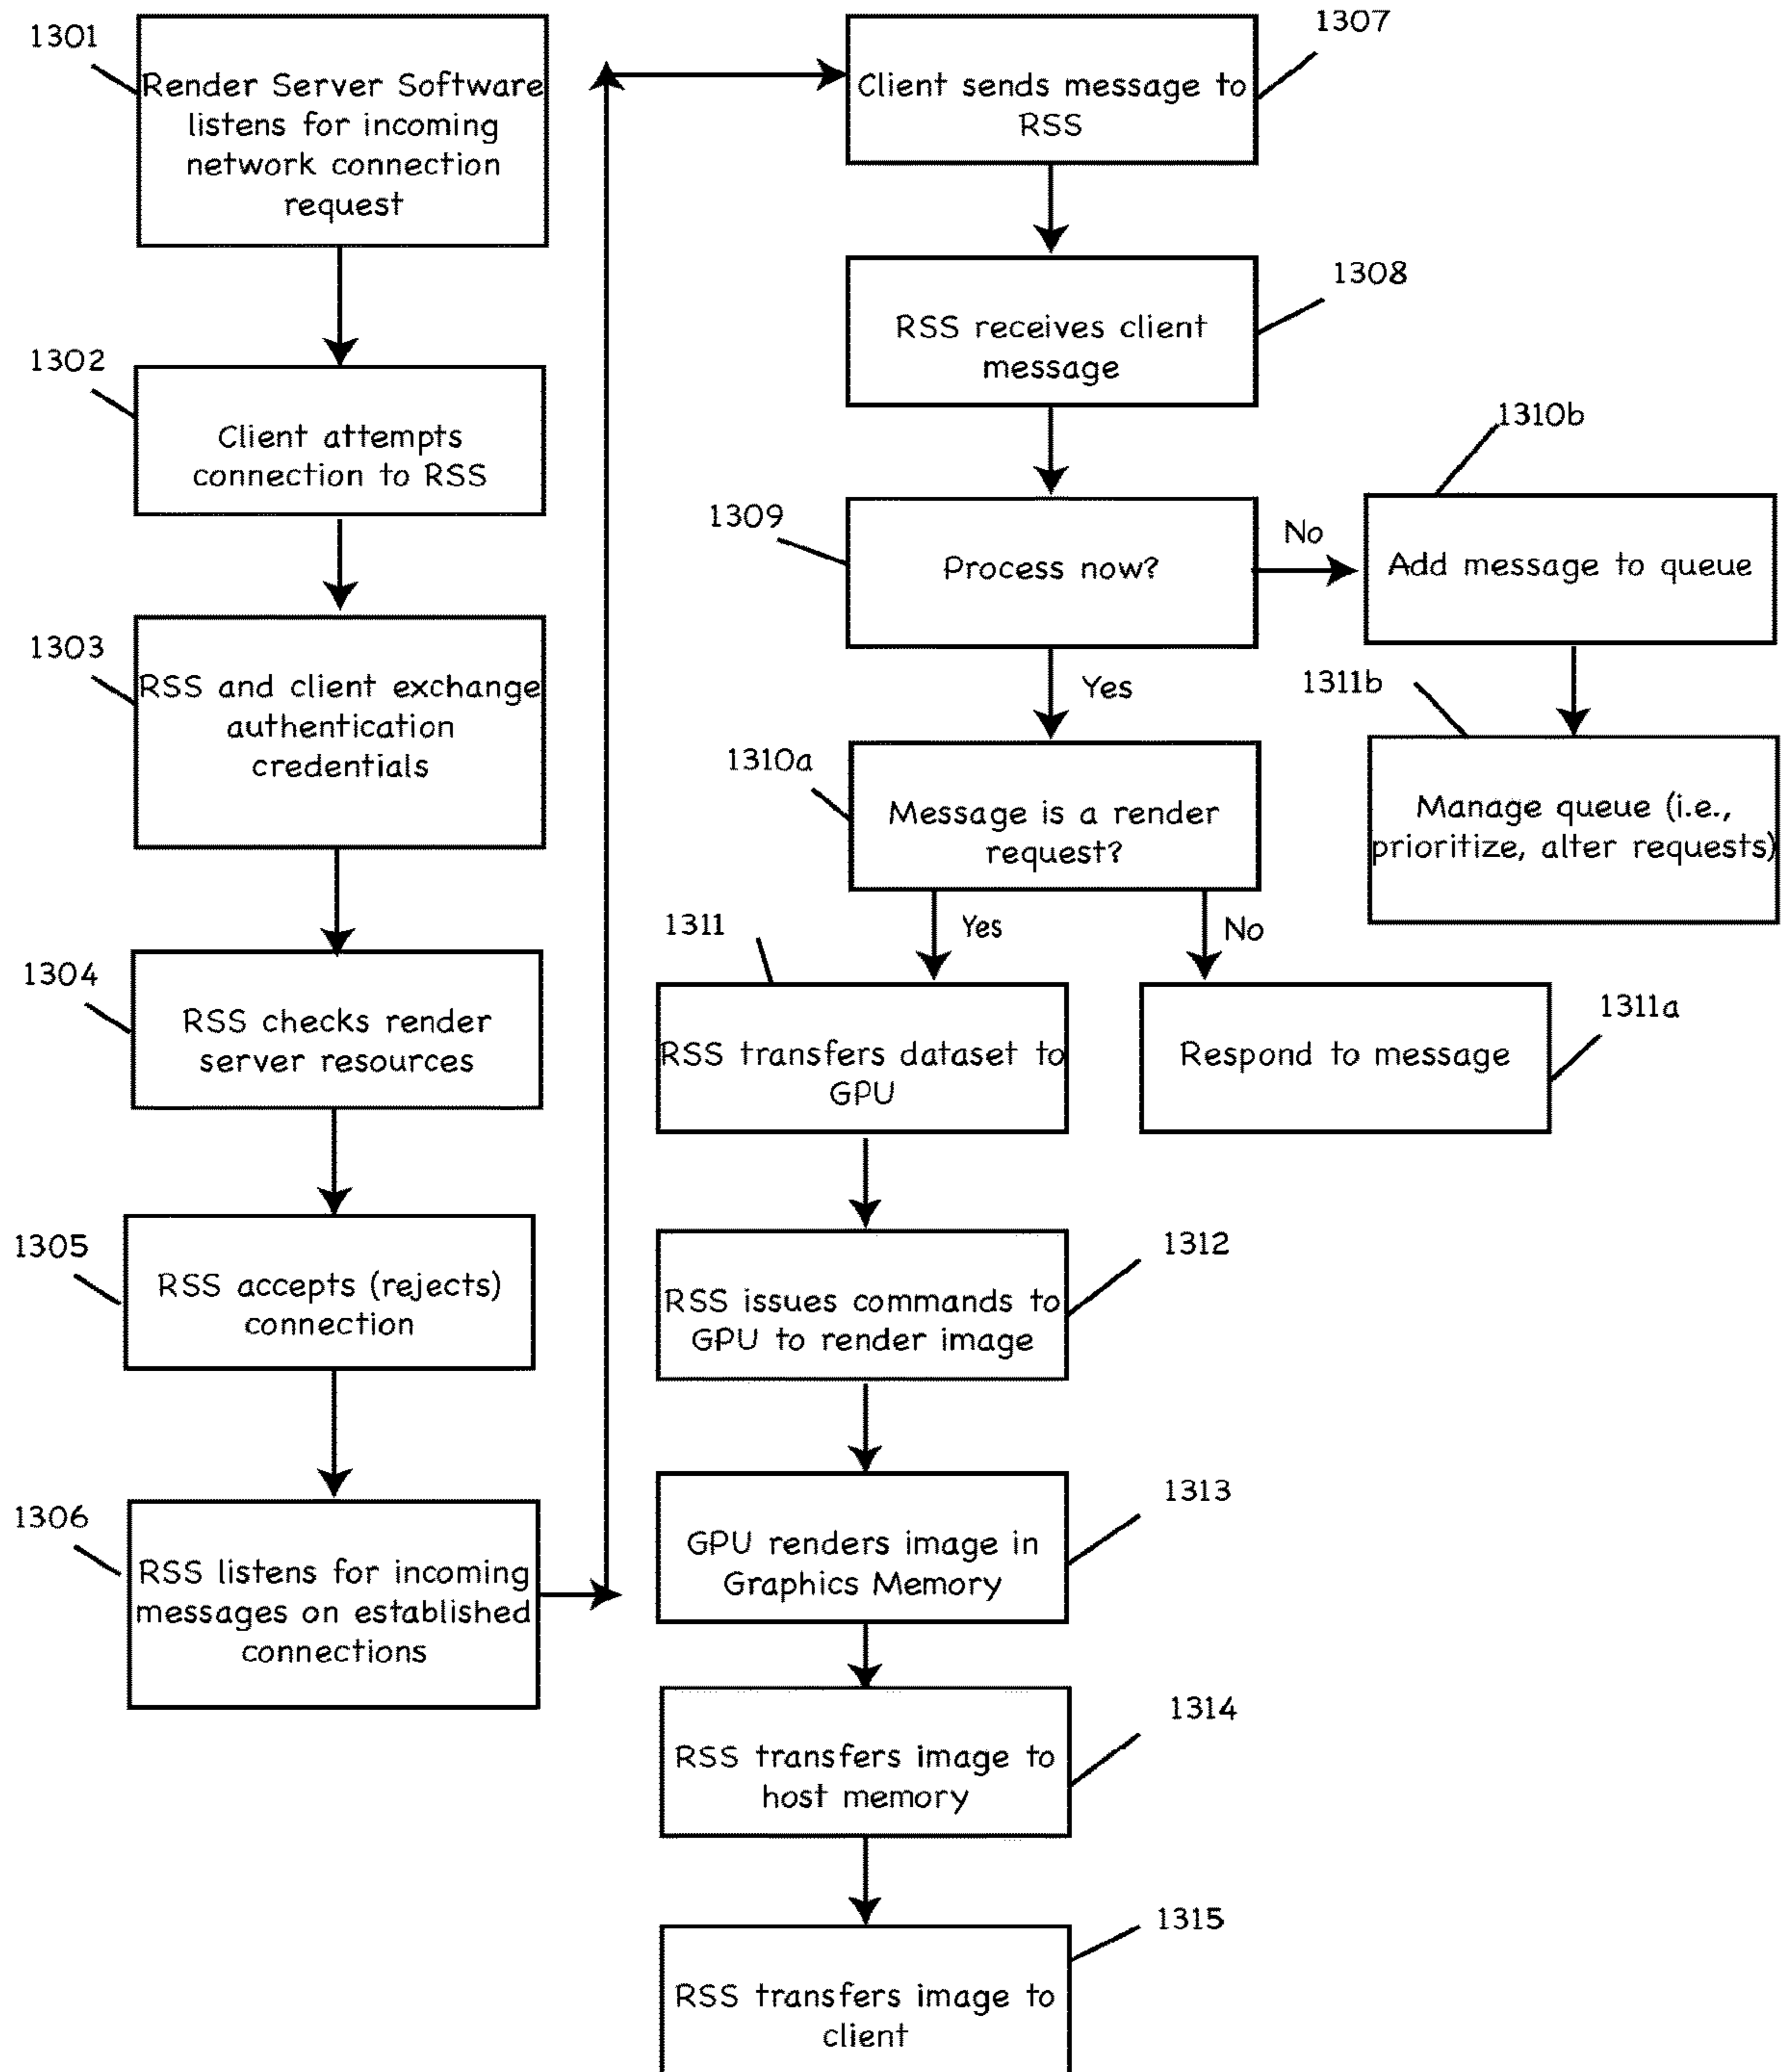 1301
Render Server Software
listens for incoming
network connection
request
1302
Client attempts
connection to RSS
1303
RSS and client exchange
authentication
credentials
1304
RSS checks render
server resources
1305
RSS accepts (rejects)
connection
1306
RSS listens for incoming
messages on established
connections
1307
Client sends message to
RSS
1308
RSS receives client
message
1309
Process now?
No
1310b
Add message to queue
1311b
Manage queue (i.e.,
prioritize, alter requests)
Yes
1310a
Message is a render
request?
Yes
No
1311
RSS transfers dataset to
GPU
1311a
Respond to message
1312
RSS issues commands to
GPU to render image
1313
GPU renders image in
Graphics Memory
1314
RSS transfers image to
host memory
1315
RSS transfers image to
client